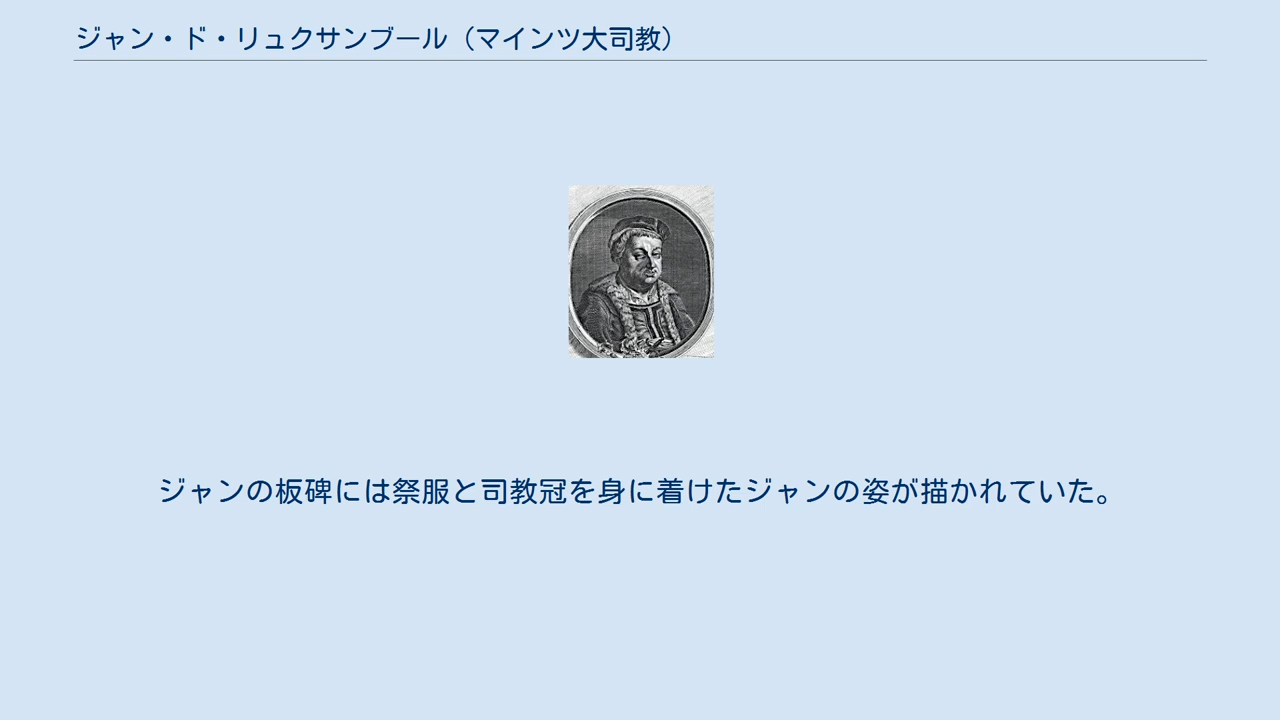 ジャン・ド・リュクサンブール（マインツ大司教）
ジャンの板碑には祭服と司教冠を身に着けたジャンの姿が描かれていた。